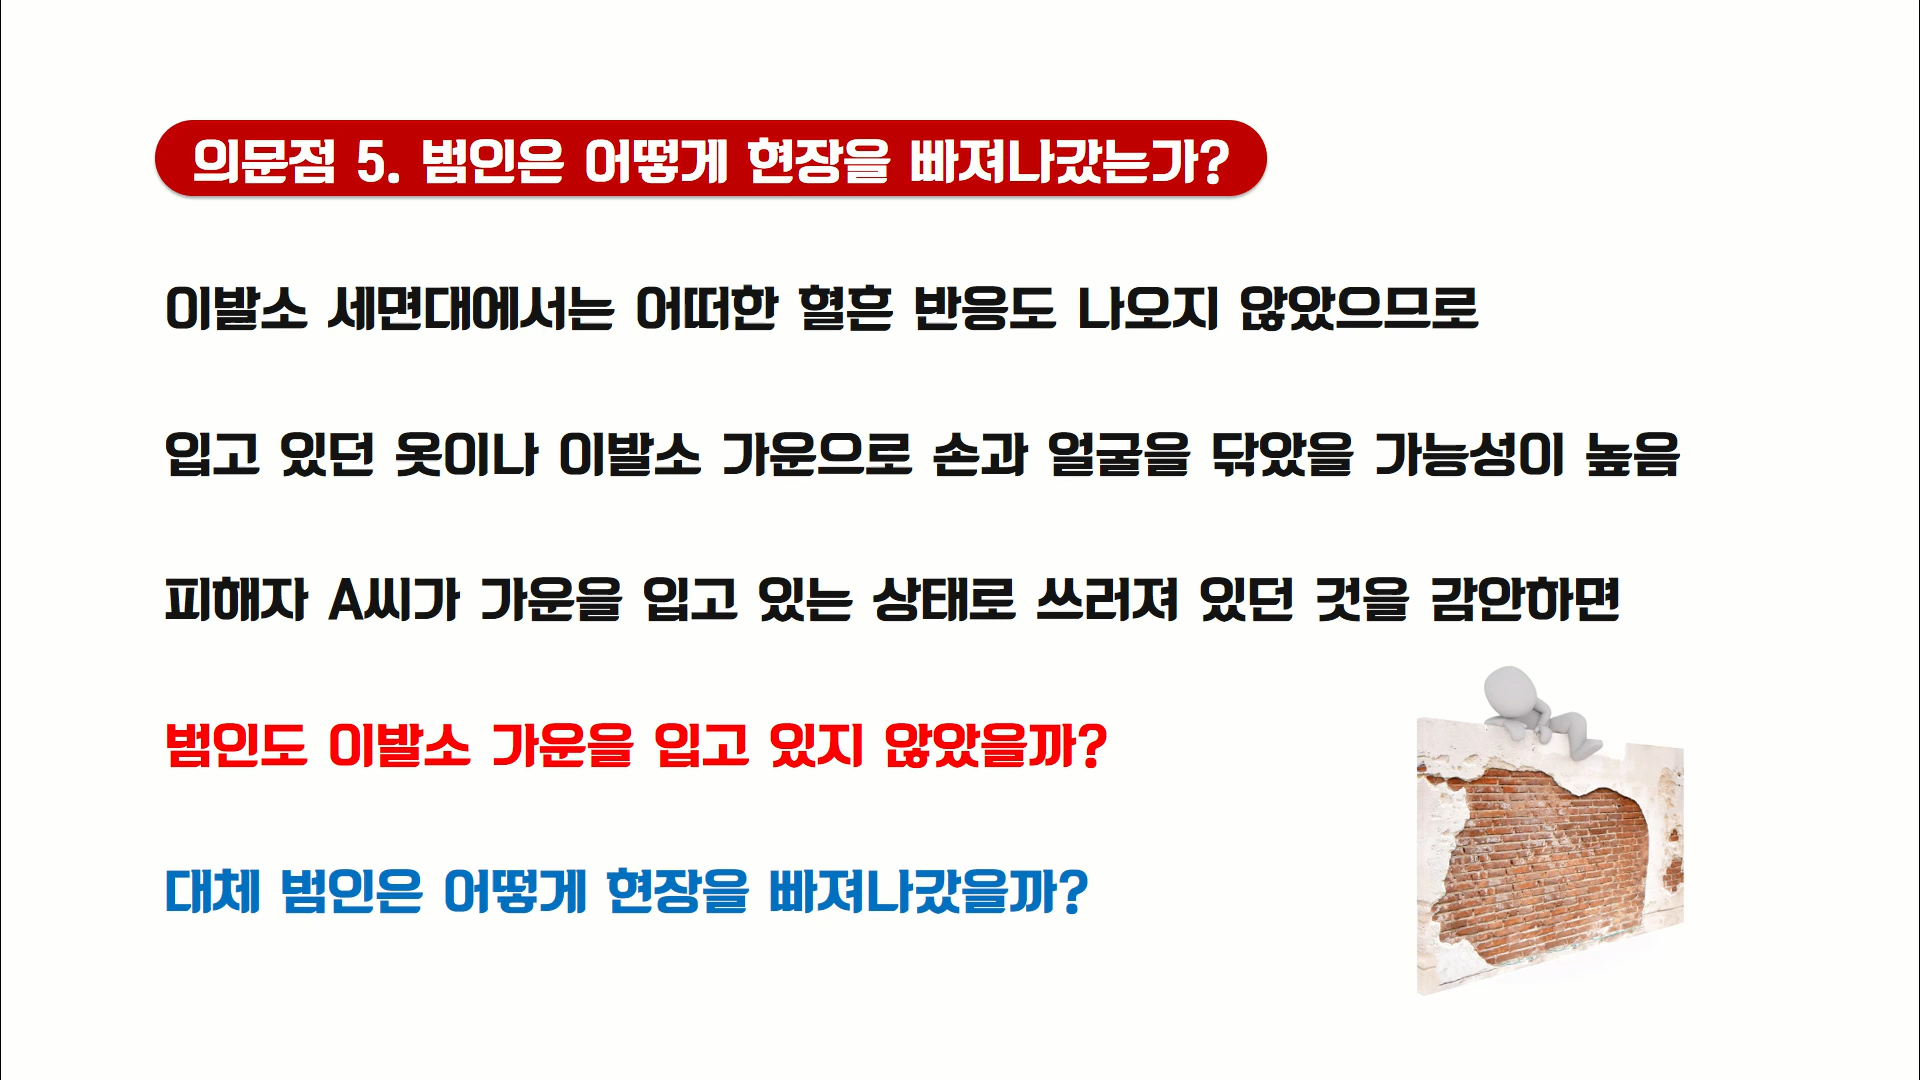 의문점 5. 범인은 어떻게 현장을 빠져나갔는가?
이발소 세면대에서는 어떠한 혈흔 반응도 나오지 않았으므로
입고 있던 옷이나 이발소 가운으로 손과 얼굴을 닦았을 가능성이 높음
피해자 A씨가 가운을 입고 있는 상태로 쓰러져 있던 것을 감안하면
범인도 이발소 가운을 입고 있지 않았을까?
대체 범인은 어떻게 현장을 빠져나갔을까?